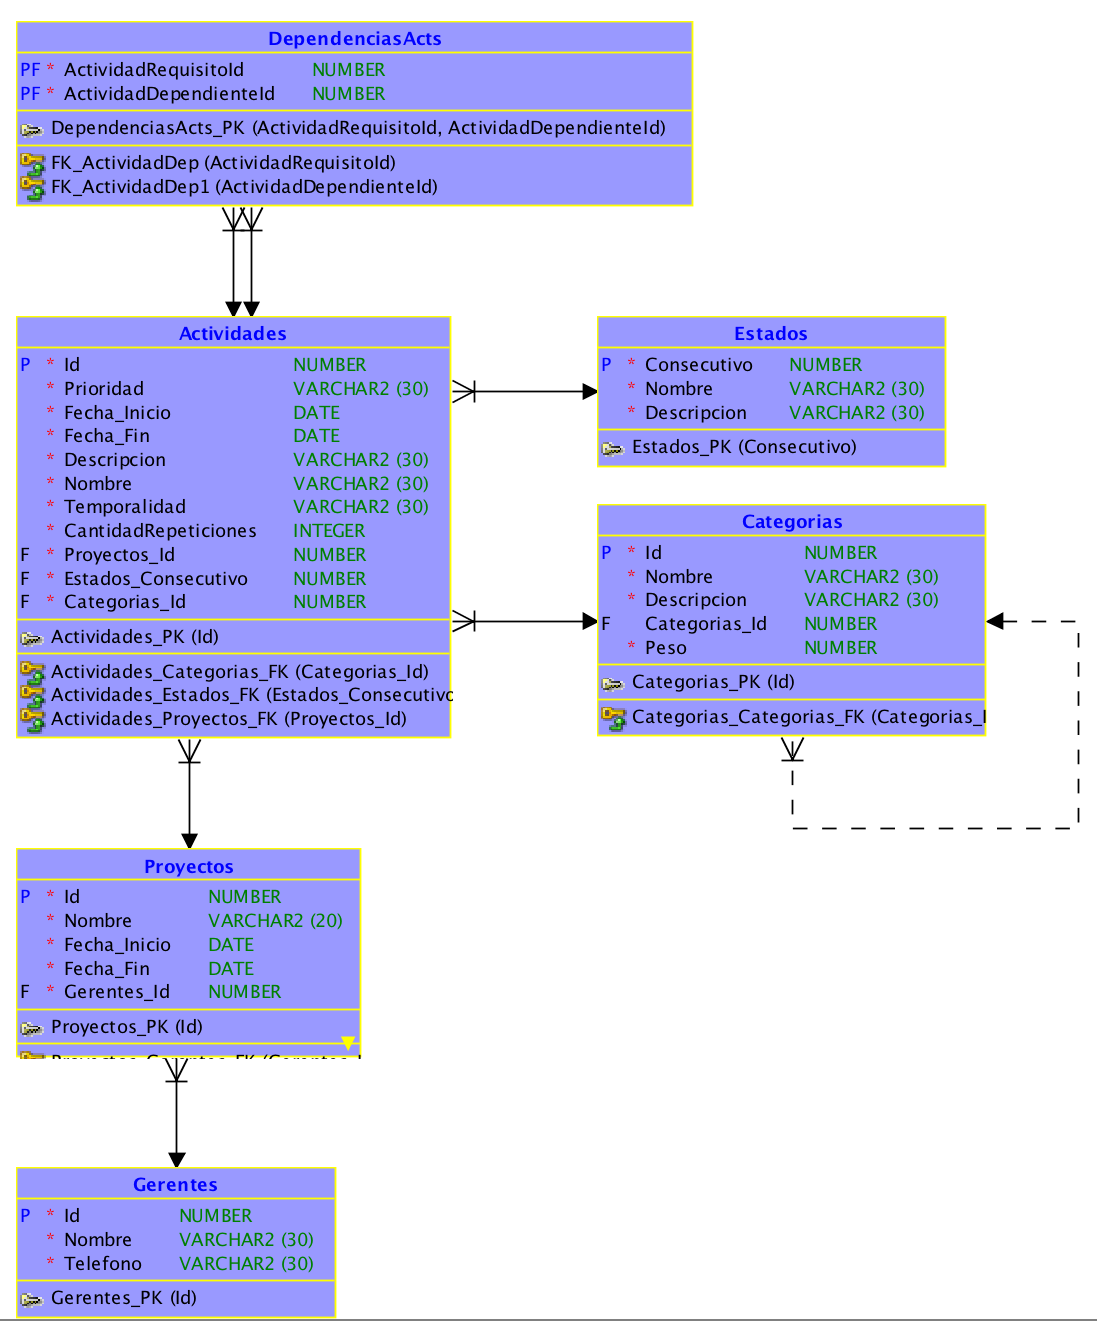 DependenciasActs
PF * ActividadRequisitoId NUMBER
PF * ActividadDependienteId NUMBER
DependenciasActs_PK (ActividadRequisitoId, ActividadDependienteId)
FK_ActividadDep (ActividadRequisitoId)
FK_ActividadDep1 (ActividadDependienteId)
Actividades
P * Id NUMBER
* Prioridad VARCHAR2 (30)
* Fecha_Inicio DATE
* Fecha_Fin DATE
* Descripcion VARCHAR2 (30)
* Nombre VARCHAR2 (30)
* Temporalidad VARCHAR2 (30)
* CantidadRepeticiones INTEGER
F * Proyectos_Id NUMBER
F * Estados_Consecutivo NUMBER
F * Categorias_Id NUMBER
Actividades_PK (Id)
Actividades_Categorias_FK (Categorias_Id)
Actividades_Estados_FK (Estados_Consecutivo
Actividades_Proyectos_FK (Proyectos_Id)
Estados
P * Consecutivo NUMBER
* Nombre VARCHAR2 (30)
* Descripcion VARCHAR2 (30)
Estados_PK (Consecutivo)
Categorias
P * Id NUMBER
* Nombre VARCHAR2 (30)
* Descripcion VARCHAR2 (30)
F Categorias_Id NUMBER
* Peso NUMBER
Categorias_PK (Id)
Categorias_Categorias_FK (Categorias_I
Proyectos
P * Id NUMBER
* Nombre VARCHAR2 (20)
* Fecha_Inicio DATE
* Fecha_Fin DATE
F * Gerentes_Id NUMBER
Proyectos_PK (Id)
Gerentes
P * Id NUMBER
* Nombre VARCHAR2 (30)
* Telefono VARCHAR2 (30)
Gerentes_PK (Id)